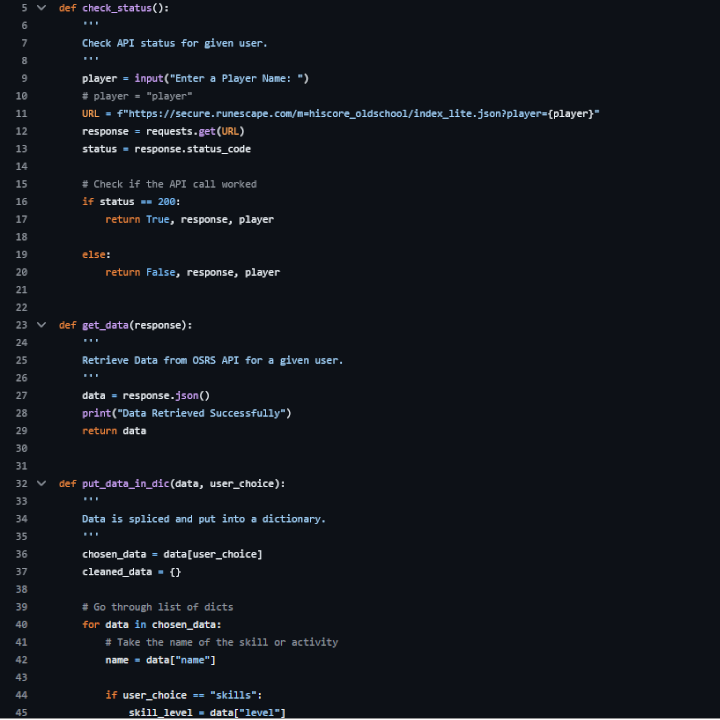 5 def check_status():
6     '''
7     Check API status for given user.
8     '''
9     player = input("Enter a Player Name: ")
10     # player = "player"
11     URL = f"https://secure.runescape.com/m=hiscore_oldschool/index_lite.json?player={player}"
12     response = requests.get(URL)
13     status = response.status_code
14
15     # Check if the API call worked
16     if status == 200:
17         return True, response, player
18
19     else:
20         return False, response, player
21
22
23 def get_data(response):
24     '''
25     Retrieve Data from OSRS API for a given user.
26     '''
27     data = response.json()
28     print("Data Retrieved Successfully")
29     return data
30
31
32 def put_data_in_dic(data, user_choice):
33     '''
34     Data is spliced and put into a dictionary.
35     '''
36     chosen_data = data[user_choice]
37     cleaned_data = {}
38
39     # Go through list of dicts
40     for data in chosen_data:
41         # Take the name of the skill or activity
42         name = data["name"]
43
44         if user_choice == "skills":
45             skill_level = data["level"]